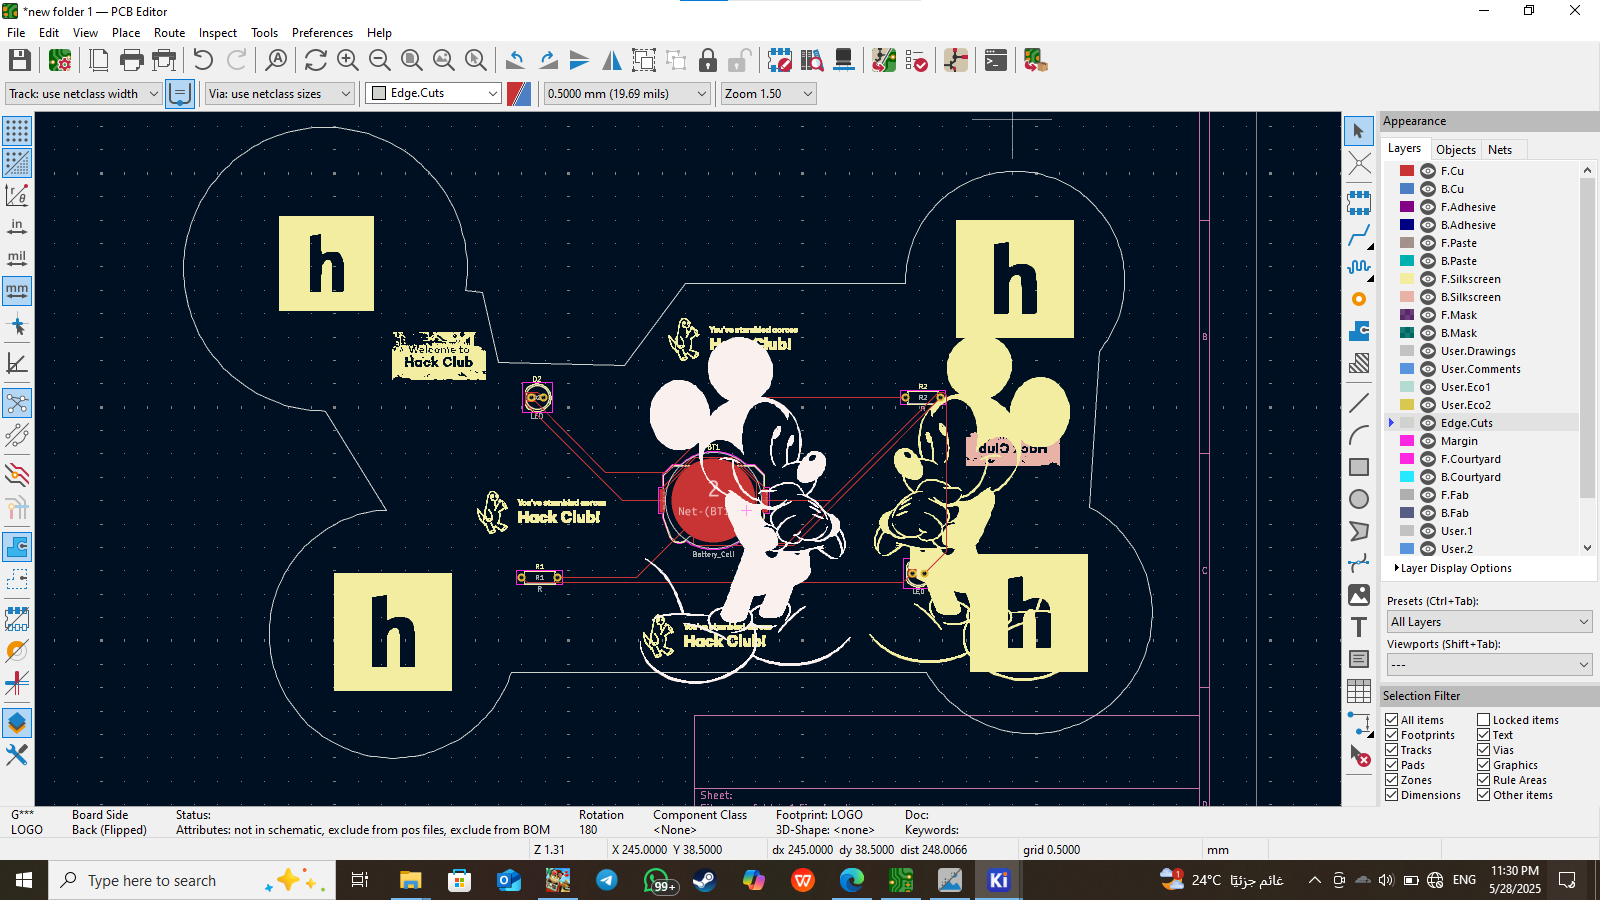 *new folder 1 — PCB Editor
File Edit View Place Route Inspect Tools Preferences Help
Track: use netclass width
Via: use netclass sizes
Edge.Cuts
0.5000 mm (19.69 mils)
Zoom 1.50
in
mil
mm
h
h
Welcome to
Hack Club
You've stumbled across
Hack Club!
D2
LED
R2
R2
BT1
2
Net-(BT
Battery_Cell
Hack Club
You've stumbled across
Hack Club!
R1
R1
R
LED
h
h
You've stumbled across
Hack Club!
B
C
Sheet:
Appearance
Layers Objects Nets
F.Cu
B.Cu
F.Adhesive
B.Adhesive
F.Paste
B.Paste
F.Silkscreen
B.Silkscreen
F.Mask
B.Mask
User.Drawings
User.Comments
User.Eco1
User.Eco2
Edge.Cuts
Margin
F.Courtyard
B.Courtyard
F.Fab
B.Fab
User.1
User.2
Layer Display Options
Presets (Ctrl+Tab):
All Layers
Viewports (Shift+Tab):
---
Selection Filter
All items Locked items
Footprints Text
Tracks Vias
Pads Graphics
Zones Rule Areas
Dimensions Other items
G*** Board Side Status: Rotation Component Class Footprint: LOGO Doc:
LOGO Back (Flipped) Attributes: not in schematic, exclude from pos files, exclude from BOM 180 <None> 3D-Shape: <none> Keywords:
Z 1.31 X 245.0000 Y 38.5000 dx 245.0000 dy 38.5000 dist 248.0066 grid 0.5000 mm
Type here to search
99+
Ki
1
24°C غائم جزئيًا
ENG
11:30 PM
5/28/2025